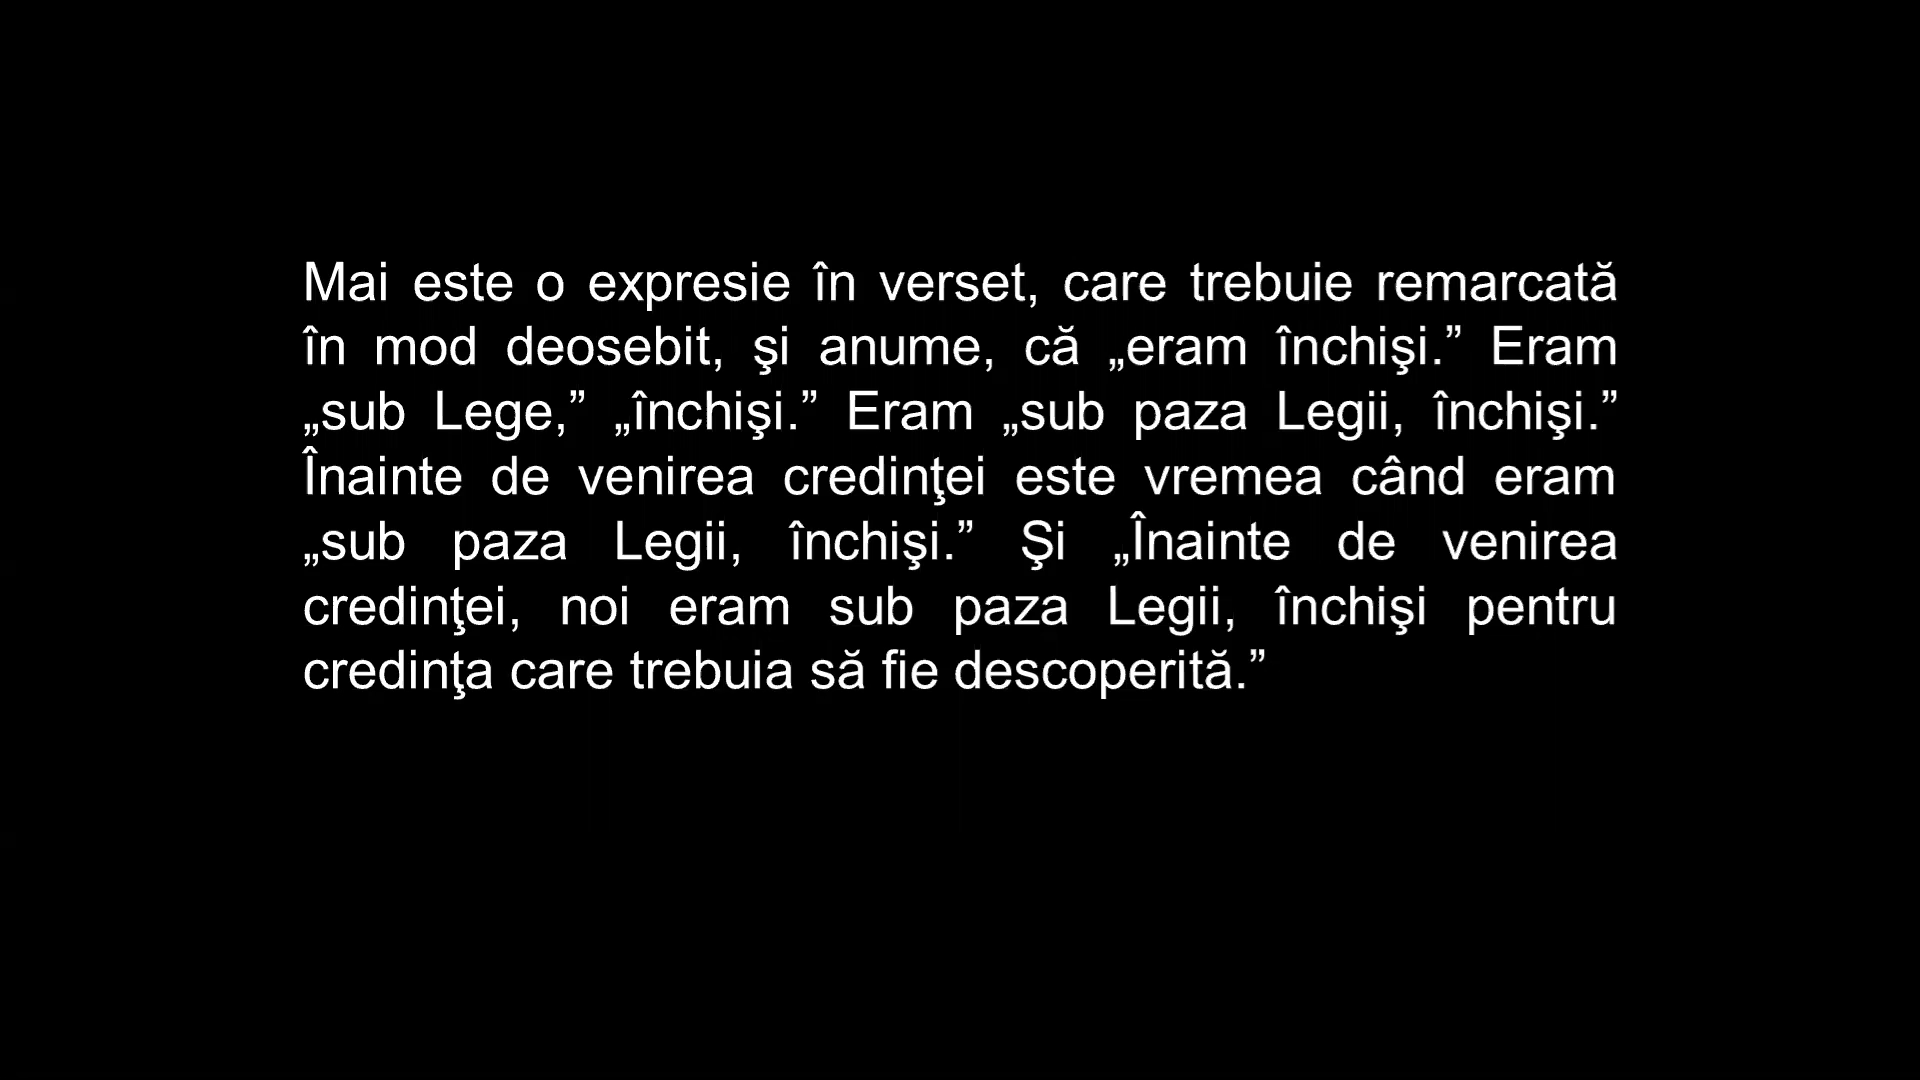 Mai este o expresie în verset, care trebuie remarcată
în mod deosebit, şi anume, că „eram închişi.” Eram
„sub Lege,” „închişi.” Eram „sub paza Legii, închişi.”
Înainte de venirea credinţei este vremea când eram
„sub paza Legii, închişi.” Şi „Înainte de venirea
credinţei, noi eram sub paza Legii, închişi pentru
credinţa care trebuia să fie descoperită.”